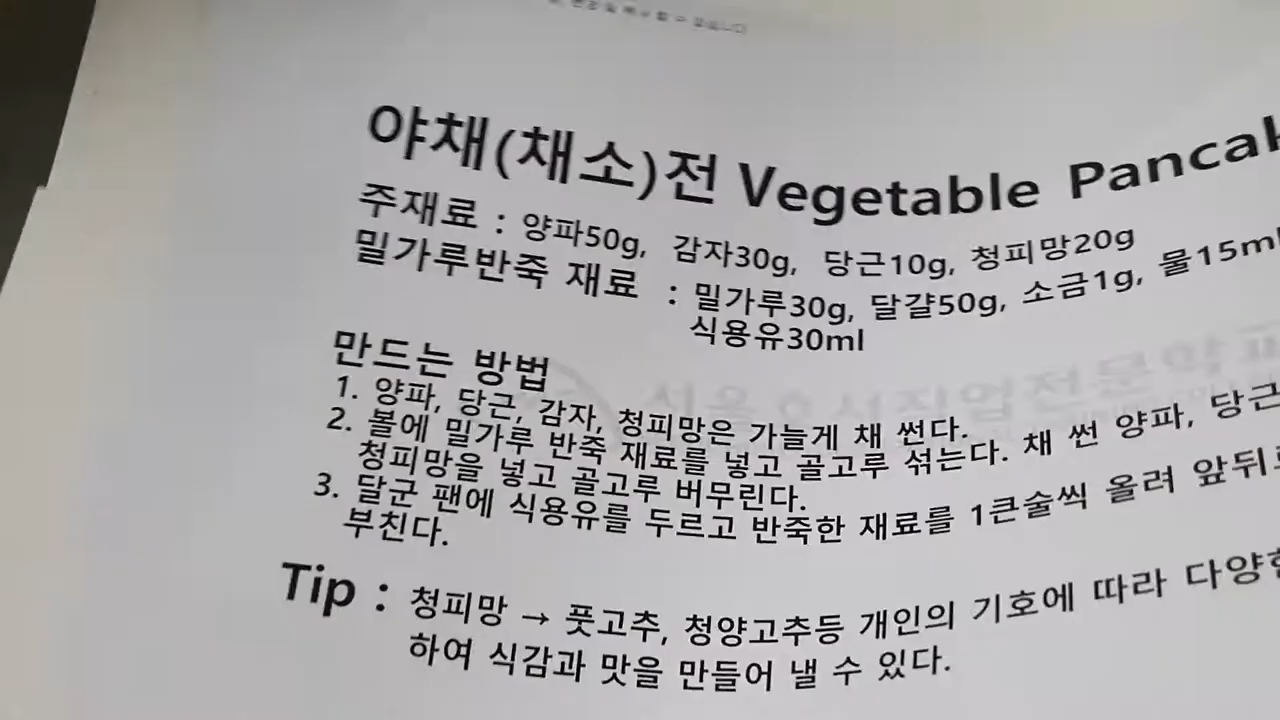 야채(채소)전 Vegetable
주재료 : 양파50g, 감자30g, 당근10g, 청피망20g
밀가루반죽 재료 : 밀가루30g, 달걀50g, 소금1g, 물15ml
식용유30ml
만드는 방법
1. 양파, 당근, 감자, 청피망은 가늘게 채 썬다.
2. 볼에 밀가루 반죽 재료를 넣고 골고루 섞는다. 채 썬 양파, 당근
청피망을 넣고 골고루 버무린다.
3. 달군 팬에 식용유를 두르고 반죽한 재료를 1큰술씩 올려 앞뒤로
부친다.
Tip : 청피망 → 풋고추, 청양고추등 개인의 기호에 따라
하여 식감과 맛을 만들어 낼 수 있다.